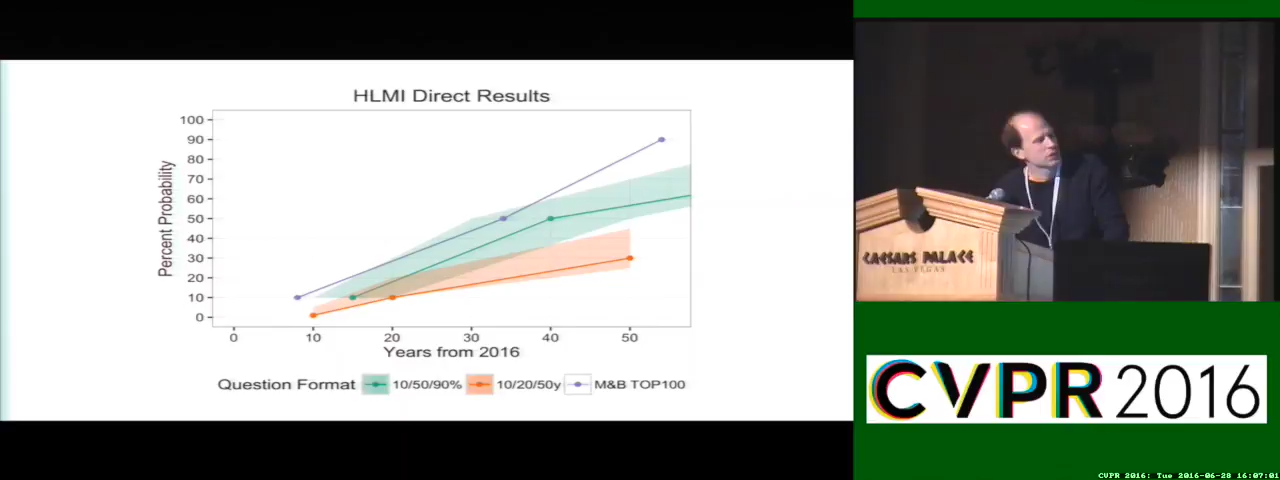 HLMI Direct Results
Percent Probability
100
90
80
70
60
50
40
30
20
10
0
0 10 20 30 40 50
Years from 2016
Question Format 10/50/90% 10/20/50y M&B TOP100
CAESARS PALACE
LAS VEGAS
CVPR 2016
CVPR 2016: Tue 2016-06-28 16:07:01